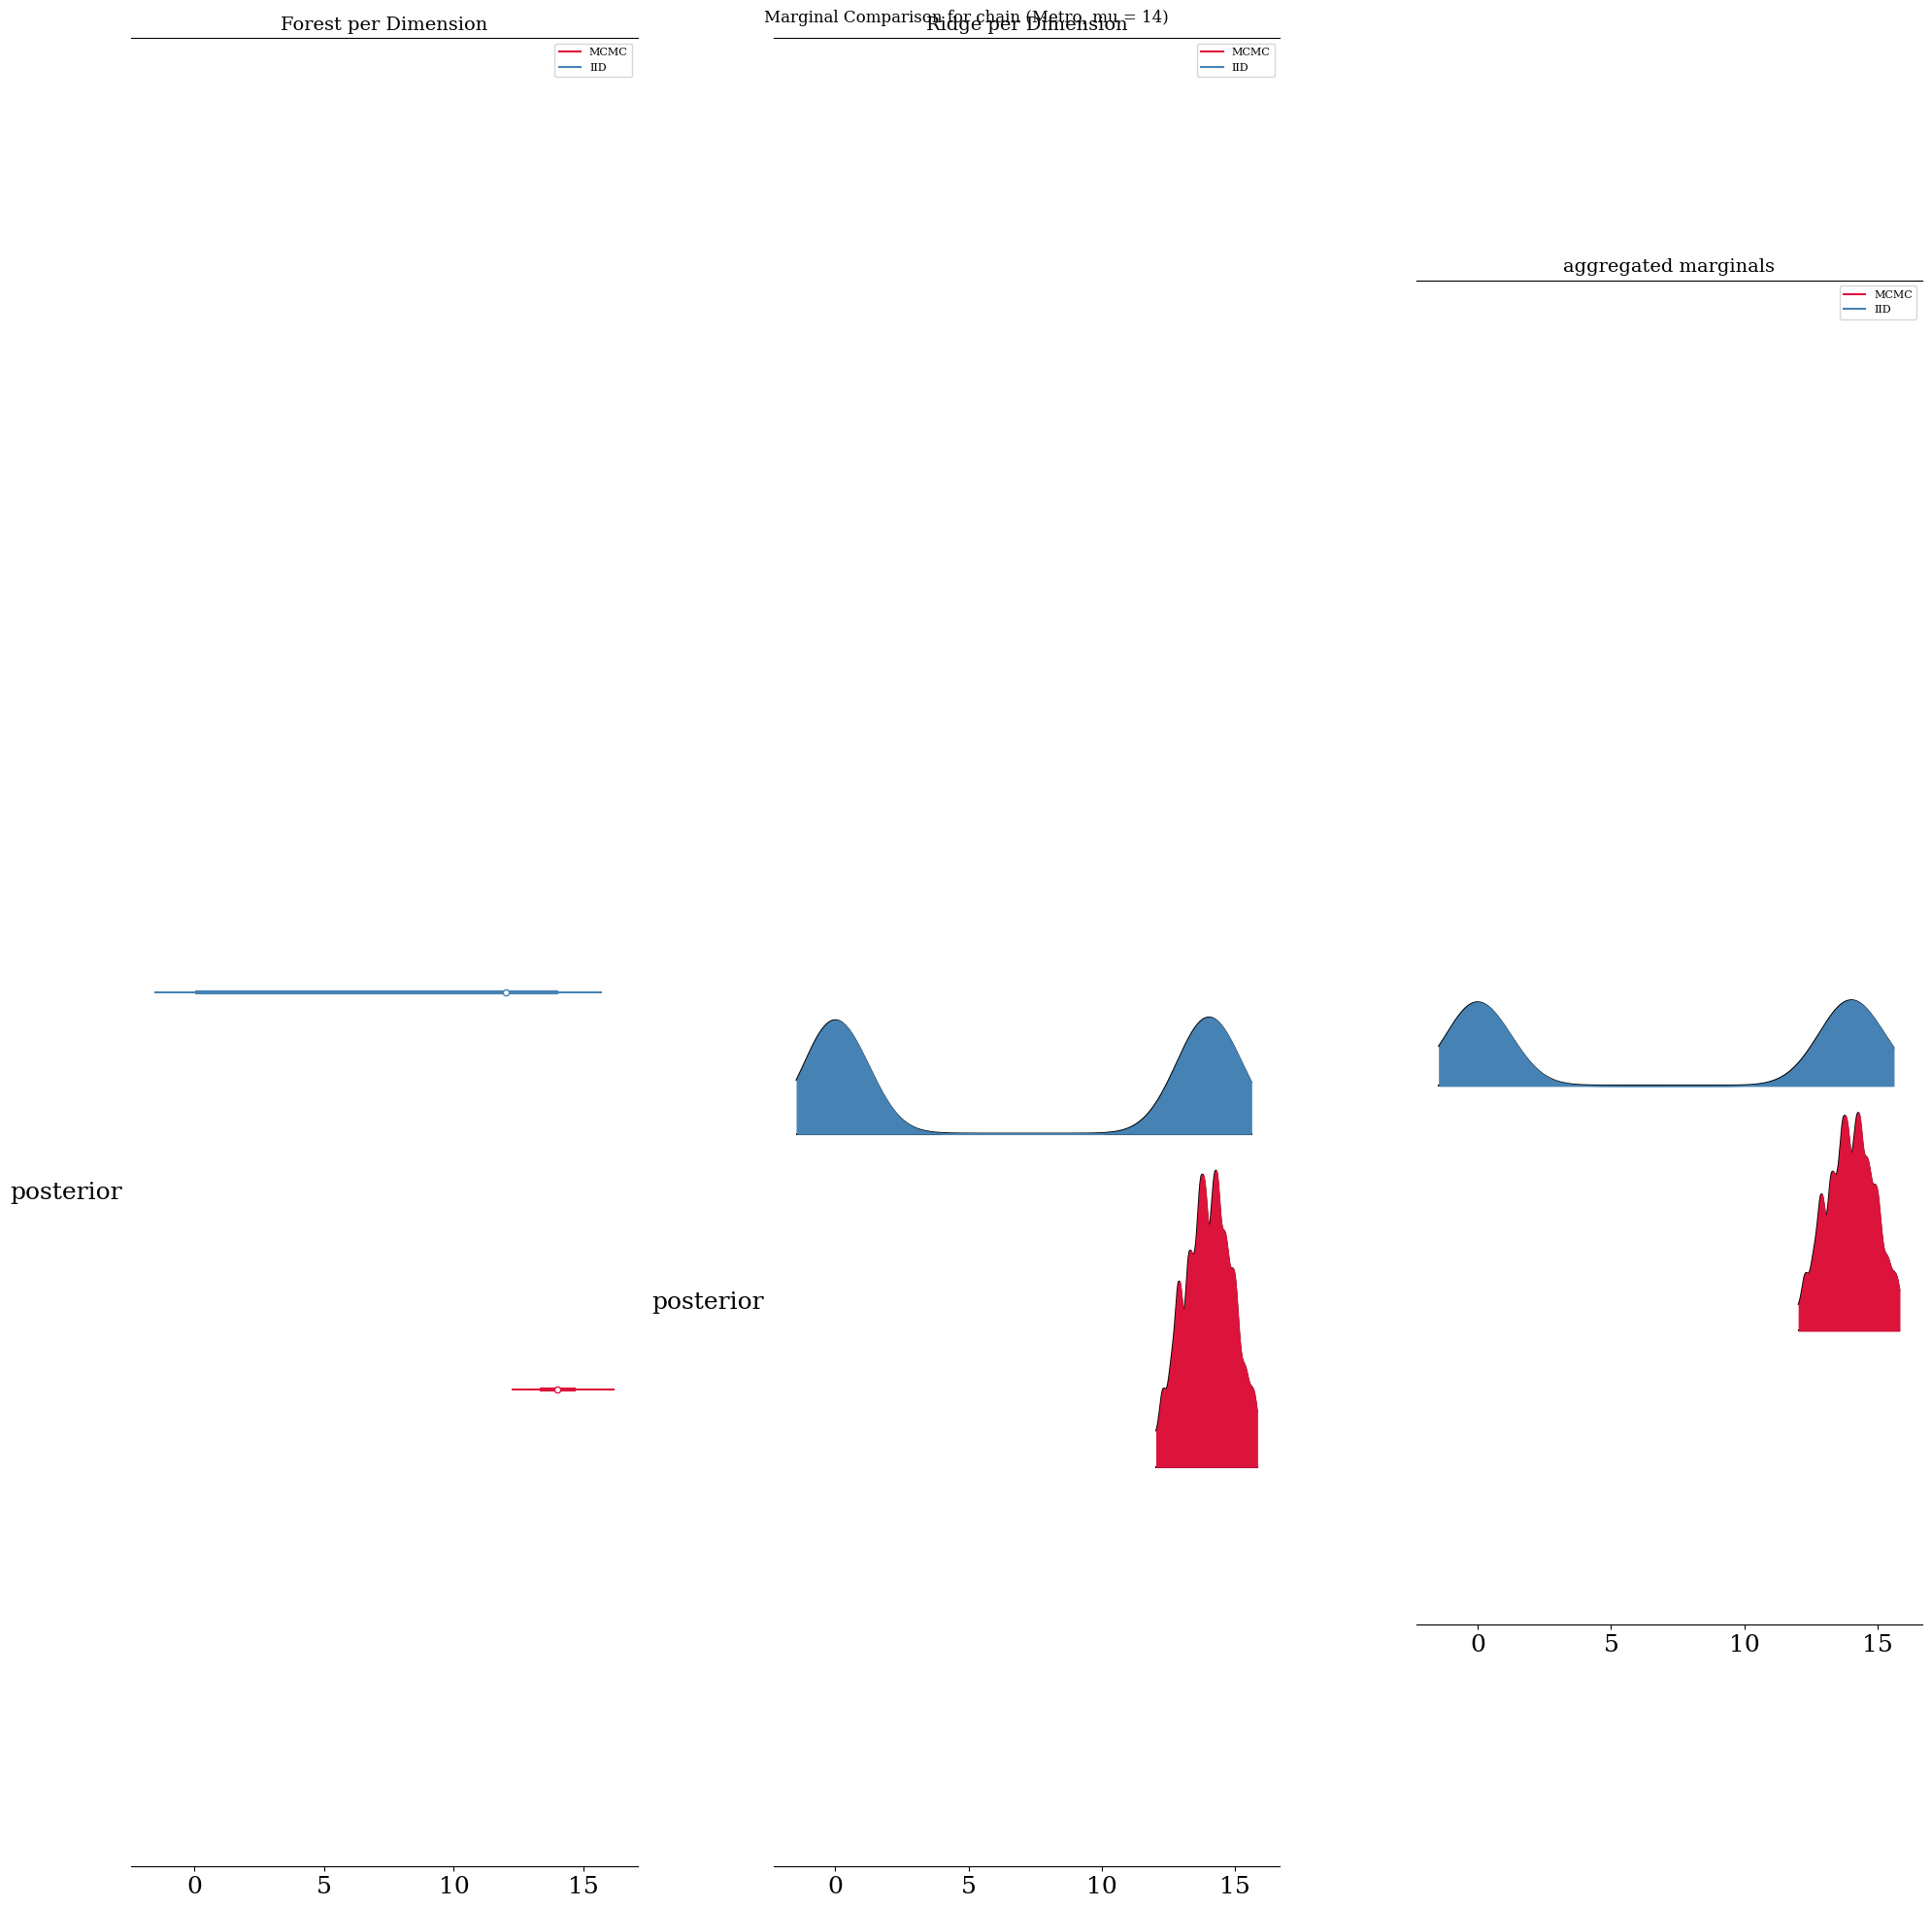 Marginal Comparison for chain (Metro, mu = 14)
Forest per Dimension
MCMC
IID
posterior
0 5 10 15
Ridge per Dimension
MCMC
IID
posterior
0 5 10 15
aggregated marginals
MCMC
IID
0 5 10 15